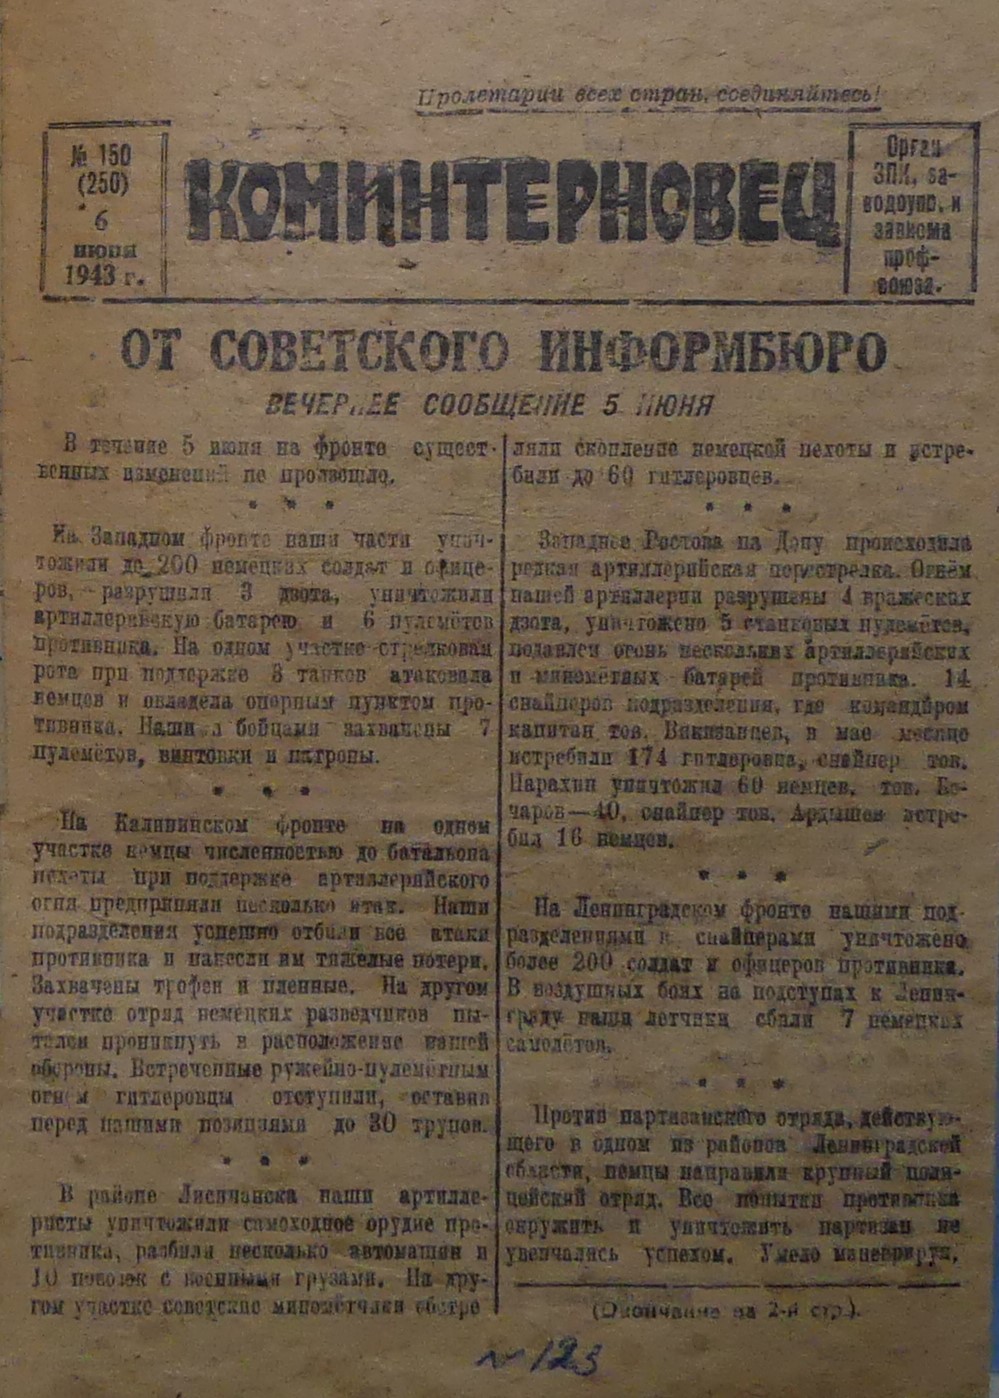 Пролетарии всех стран, соединяйтесь!
№ 150
(250)
6
июня
1943 г.
КОМИНТЕРНОВЕЦ
Орган
ЗПК, за-
водоупр. и
завкома
проф-
союза.
ОТ СОВЕТСКОГО ИНФОРМБЮРО
ВЕЧЕРНЕЕ СООБЩЕНИЕ 5 ИЮНЯ
В течение 5 июня на фронте сущест-
венных изменений не произошло.
* * *
На Западном фронте наши части унич-
тожили до 200 немецких солдат и офице-
ров, разрушили 3 дзота, уничтожили
артиллерийскую батарею и 6 пулемётов
противника. На одном участке стрелковая
рота при поддержке 3 танков атаковала
немцев и овладела опорным пунктом про-
тивника. Нашими бойцами захвачены 7
пулемётов, винтовки и патроны.
* * *
На Калининском фронте на одном
участке немцы численностью до батальона
пехоты при поддержке артиллерийского
огня предприняли несколько атак. Наши
подразделения успешно отбили все атаки
противника и нанесли им тяжёлые потери.
Захвачены трофеи и пленные. На другом
участке отряд немецких разведчиков пы-
тался проникнуть в расположение нашей
обороны. Встреченные ружейно-пулемётным
огнём гитлеровцы отступили, оставив
перед нашими позициями до 30 трупов.
* * *
В районе Лисичанска наши артилле-
ристы уничтожили самоходное орудие про-
тивника, разбили несколько автомашин и
10 повозок с военными грузами. На дру-
гом участке советские миномётчики обстре-
ляли скопление немецкой пехоты и истре-
били до 60 гитлеровцев.
* * *
Западнее Ростова на Дону происходила
редкая артиллерийская перестрелка. Огнём
нашей артиллерии разрушены 4 вражеских
дзота, уничтожено 5 станковых пулемётов,
подавлен огонь нескольких артиллерийских
и миномётных батарей противника. 14
снайперов подразделения, где командиром
капитан тов. в мае месяце
истребили 174 гитлеровца, снайпер тов.
Парахин уничтожил 60 немцев, тов. Бо-
чаров—40, снайпер тов. Ардышев истре-
бил 16 немцев.
* * *
На Ленинградском фронте нашими под-
разделениями и снайперами уничтожено
более 200 солдат и офицеров противника.
В воздушных боях на подступах к Ленин-
граду наши летчики сбили 7 немецких
самолётов.
* * *
Против партизанского отряда, действую-
щего в одном из районов Ленинградской
области, немцы направили крупный поли-
цейский отряд. Все попытки противника
окружить и уничтожить партизан не
увенчались успехом. Умело маневрируя,
(Окончание на 2-й стр.).
№ 123